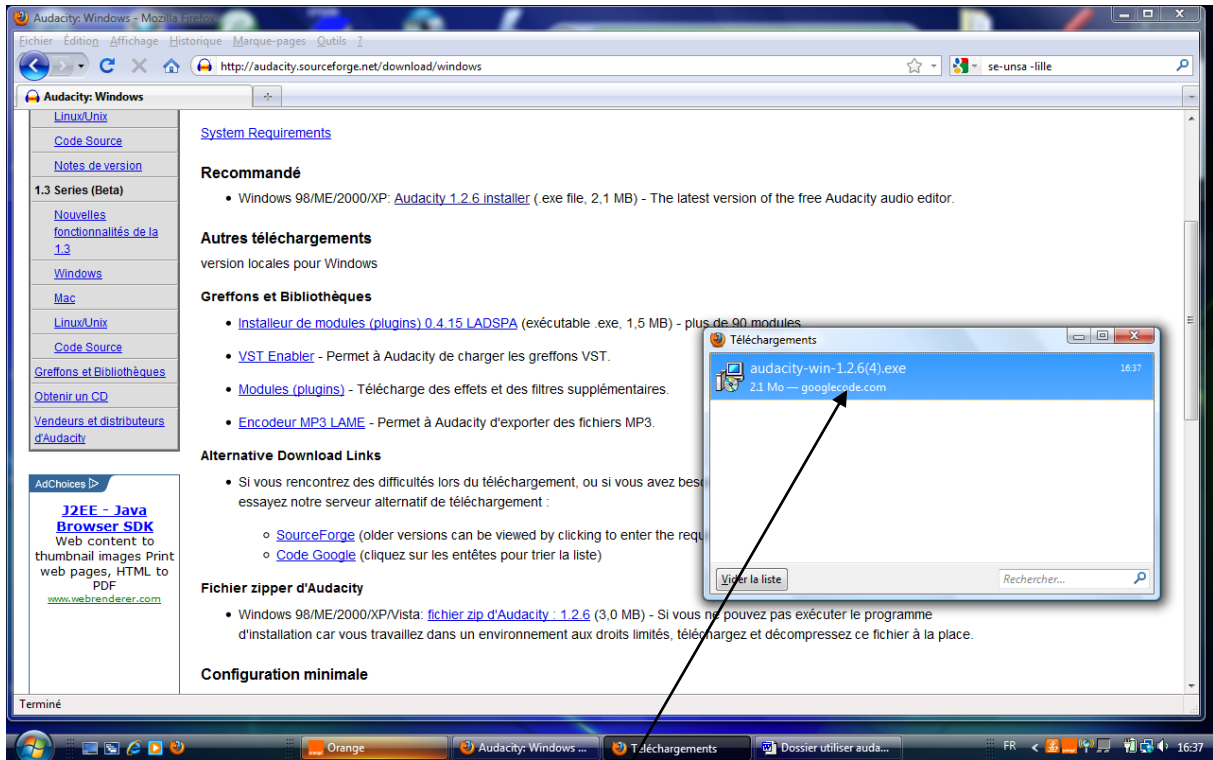 Audacity: Windows - Mozilla Firefox
Fichier Édition Affichage Historique Marque-pages Outils ?
http://audacity.sourceforge.net/download/windows
se-unsa -lille
Audacity: Windows
Linux/Unix
Code Source
Notes de version
1.3 Series (Beta)
Nouvelles
fonctionnalités de la
1.3
Windows
Mac
Linux/Unix
Code Source
Greffons et Bibliothèques
Obtenir un CD
Vendeurs et distributeurs
d'Audacity
AdChoices
J2EE - Java
Browser SDK
Web content to
thumbnail images Print
web pages, HTML to
PDF
www.webrenderer.com
System Requirements
Recommandé
• Windows 98/ME/2000/XP: Audacity 1.2.6 installer (.exe file, 2,1 MB) - The latest version of the free Audacity audio editor.
Autres téléchargements
version locales pour Windows
Greffons et Bibliothèques
• Installeur de modules (plugins) 0.4.15 LADSPA (exécutable .exe, 1,5 MB) - plus de 90 modules
• VST Enabler - Permet à Audacity de charger les greffons VST.
• Modules (plugins) - Télécharge des effets et des filtres supplémentaires.
• Encodeur MP3 LAME - Permet à Audacity d'exporter des fichiers MP3.
Alternative Download Links
• Si vous rencontrez des difficultés lors du téléchargement, ou si vous avez
essayez notre serveur alternatif de téléchargement :
SourceForge (older versions can be viewed by clicking to enter the
Code Google (cliquez sur les entêtes pour trier la liste)
Fichier zipper d'Audacity
• Windows 98/ME/2000/XP/Vista: fichier zip d'Audacity : 1.2.6 (3,0 MB) - Si vous ne pouvez pas exécuter le programme
d'installation car vous travaillez dans un environnement aux droits limités, téléchargez et décompressez ce fichier à la place.
Configuration minimale
Téléchargements
audacity-win-1.2.6(4).exe
16:37
2.1 Mo — googlecode.com
Vider la liste
Rechercher...
Terminé
Orange
Audacity: Windows ...
Téléchargements
Dossier utiliser auda...
FR
16:37